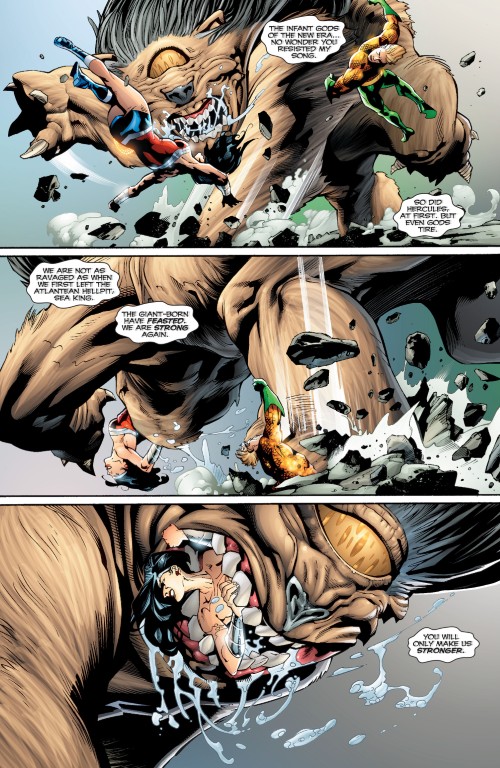 THE INFANT GODS
OF THE NEW ERA...
NO WONDER YOU
RESISTED MY
SONG.
SO DID
HERCULES,
AT FIRST. BUT
EVEN GODS
TIRE.
WE ARE NOT AS
RAVAGED AS WHEN
WE FIRST LEFT THE
ATLANTEAN HELLPIT,
SEA KING.
THE GIANT-BORN
HAVE FEASTED.
WE ARE STRONG
AGAIN.
YOU WILL
ONLY MAKE US
STRONGER.